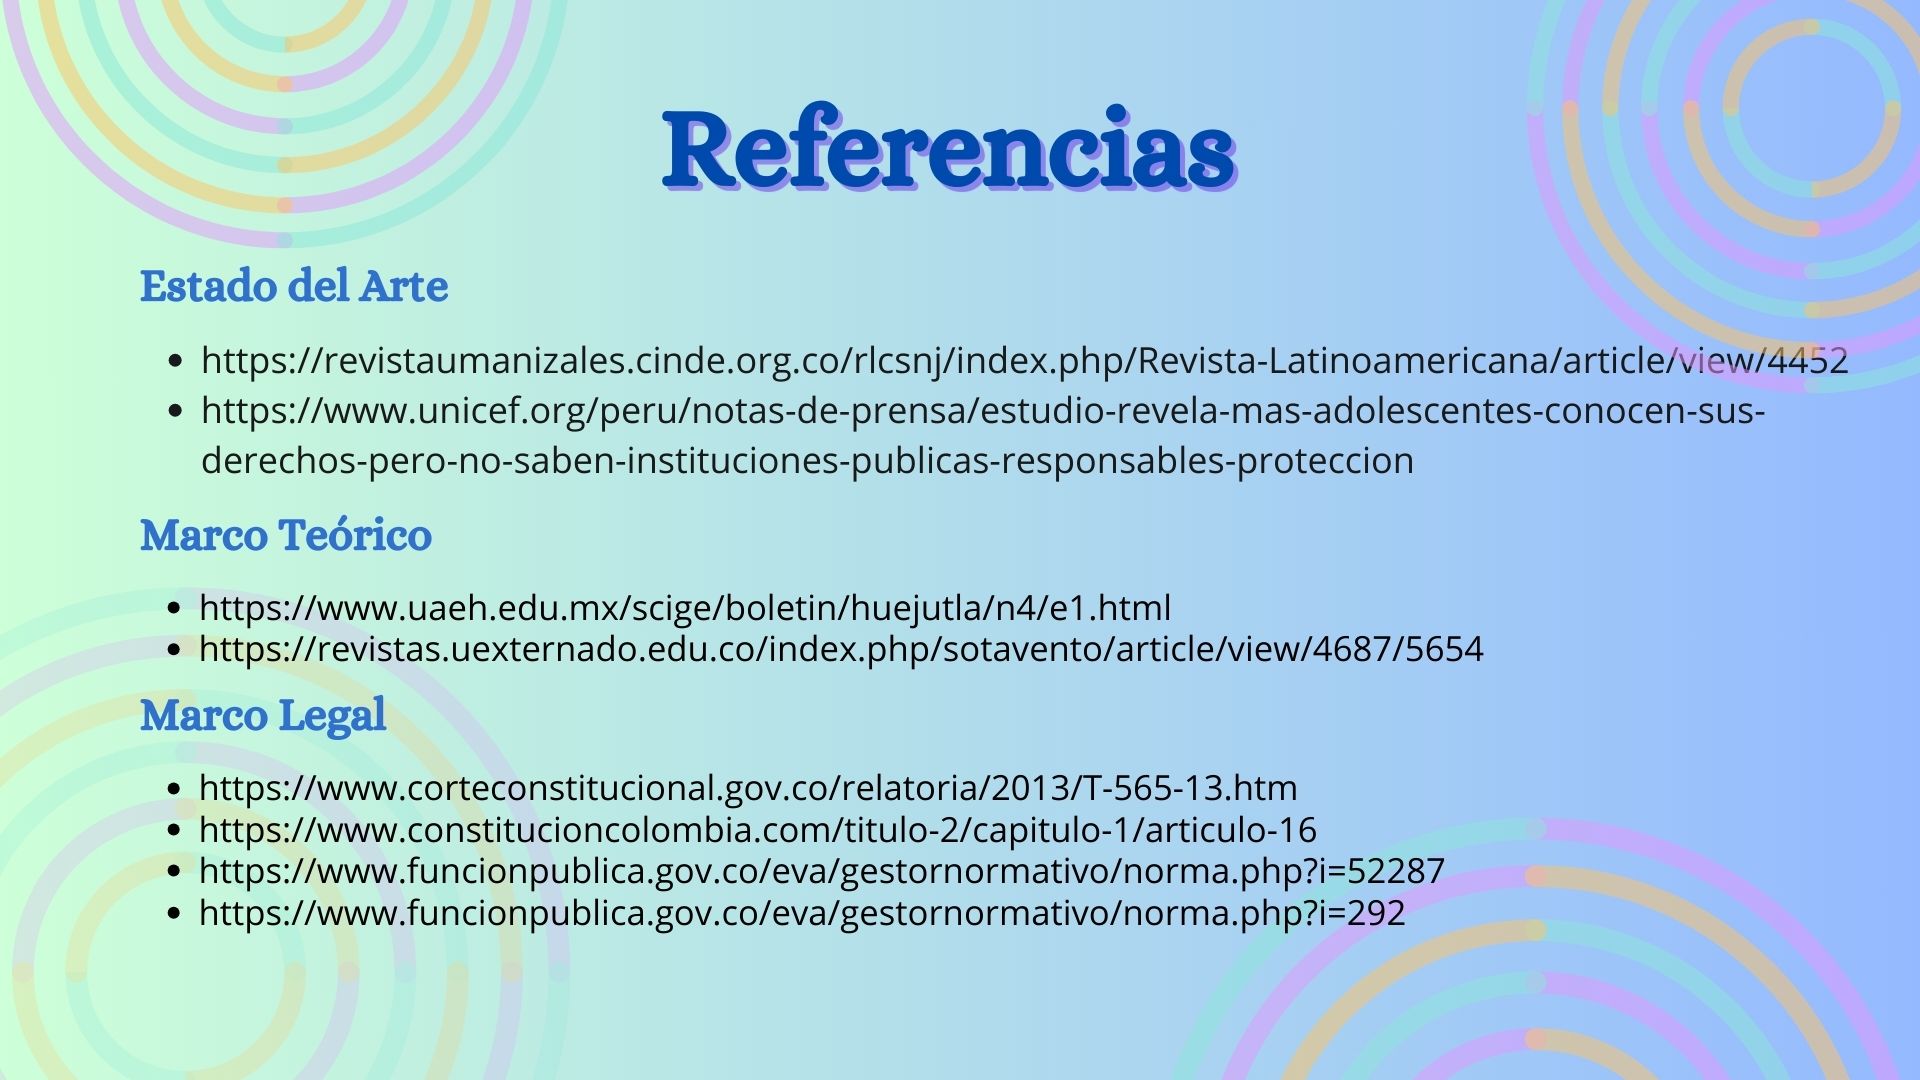 Referencias
Estado del Arte
• https://revistaumanizales.cinde.org.co/rlcsnj/index.php/Revista-Latinoamericana/article/view/4452
• https://www.unicef.org/peru/notas-de-prensa/estudio-revela-mas-adolescentes-conocen-sus-
derechos-pero-no-saben-instituciones-publicas-responsables-proteccion
Marco Teórico
• https://www.uaeh.edu.mx/scige/boletin/huejutla/n4/e1.html
• https://revistas.uexternado.edu.co/index.php/sotavento/article/view/4687/5654
Marco Legal
• https://www.corteconstitucional.gov.co/relatoria/2013/T-565-13.htm
• https://www.constitucioncolombia.com/titulo-2/capitulo-1/articulo-16
• https://www.funcionpublica.gov.co/eva/gestornormativo/norma.php?i=52287
• https://www.funcionpublica.gov.co/eva/gestornormativo/norma.php?i=292